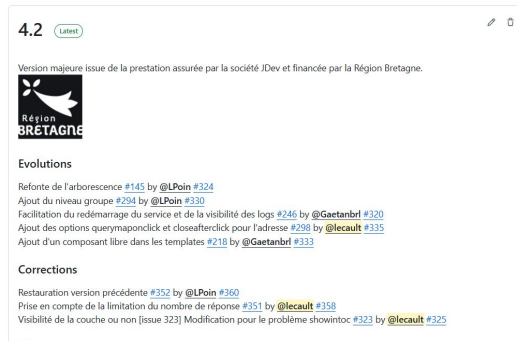 4.2 Latest
Version majeure issue de la prestation assurée par la société JDev et financée par la Région Bretagne.
Région
BRETAGNE
Evolutions
Refonte de l'arborescence #145 by @LPoin #324
Ajout du niveau groupe #294 by @LPoin #330
Facilitation du redémarrage du service et de la visibilité des logs #246 by @Gaetanbrl #320
Ajout des options querymaponclick et closeafterclick pour l'adresse #298 by @lecault #335
Ajout d'un composant libre dans les templates #218 by @Gaetanbrl #333
Corrections
Restauration version précédente #352 by @LPoin #360
Prise en compte de la limitation du nombre de réponse #351 by @lecault #358
Visibilité de la couche ou non [issue 323] Modification pour le problème showintoc #323 by @lecault #325